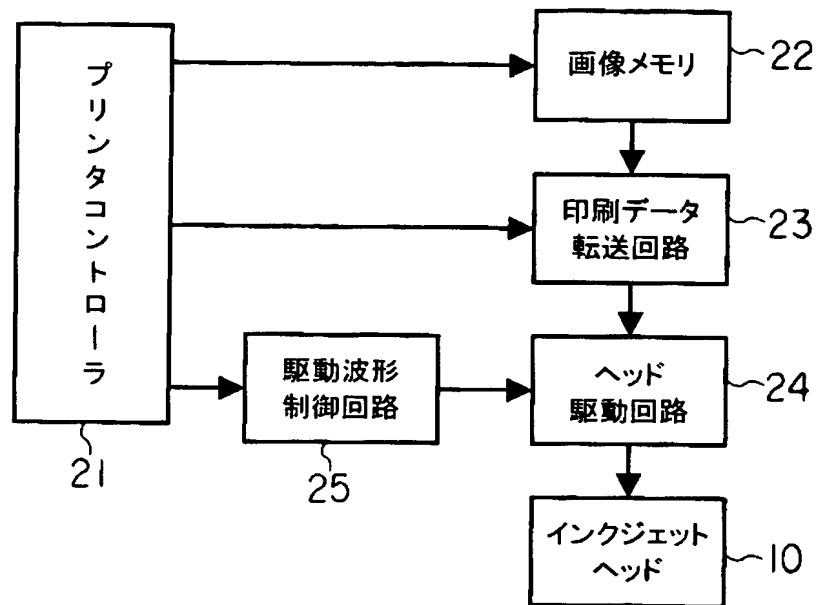 プリンタコントローラ
21
画像メモリ
22
印刷データ
転送回路
23
駆動波形
制御回路
25
ヘッド
駆動回路
24
インクジェット
ヘッド
10